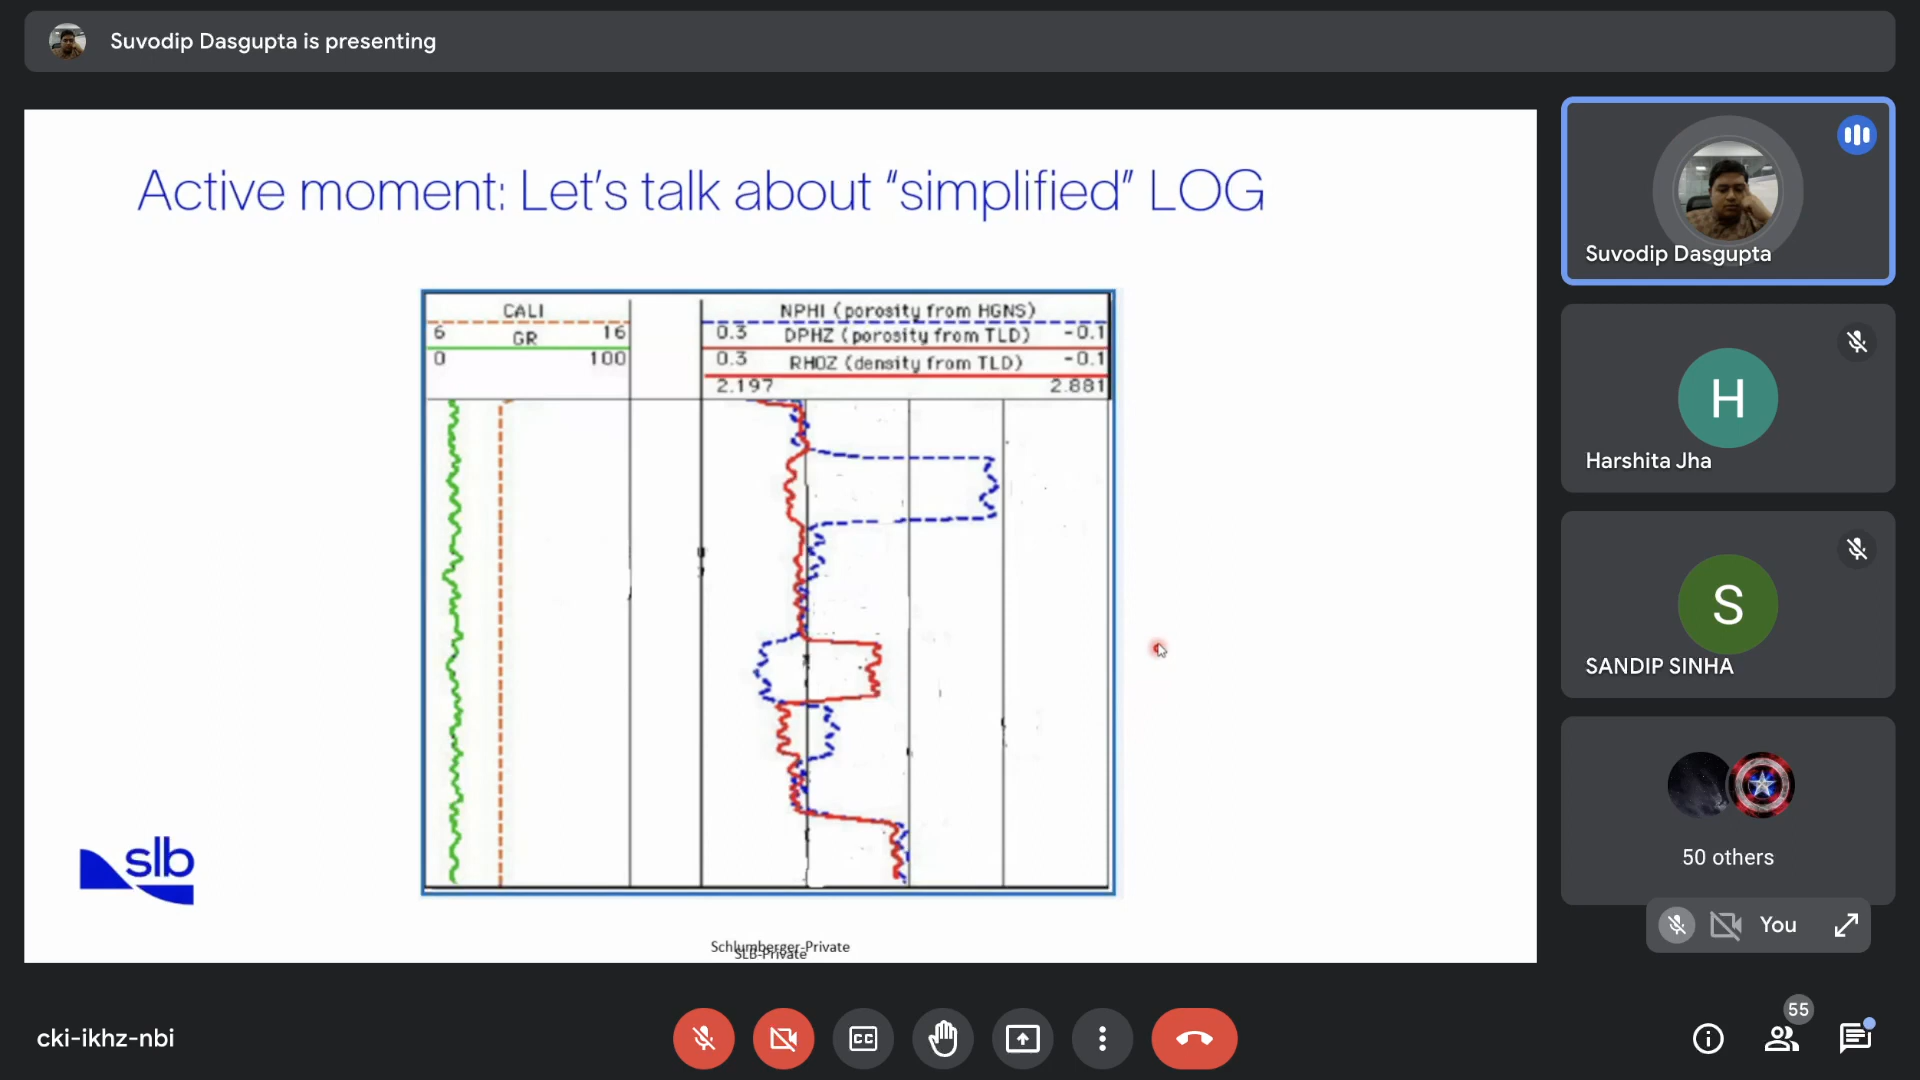 Suvodip Dasgupta is presenting
Active moment: Let's talk about "simplified" LOG
CALI
6 16
GR
0 100
NPHI (porosity from HGNS)
0.3 DPHZ (porosity from TLD) -0.1
0.3 RHOZ (density from TLD) -0.1
2.197 2.881
slb
Schlumberger-Private
SLB-Private
Suvodip Dasgupta
H
Harshita Jha
S
SANDIP SINHA
50 others
You
cki-ikhz-nbi
CC
55